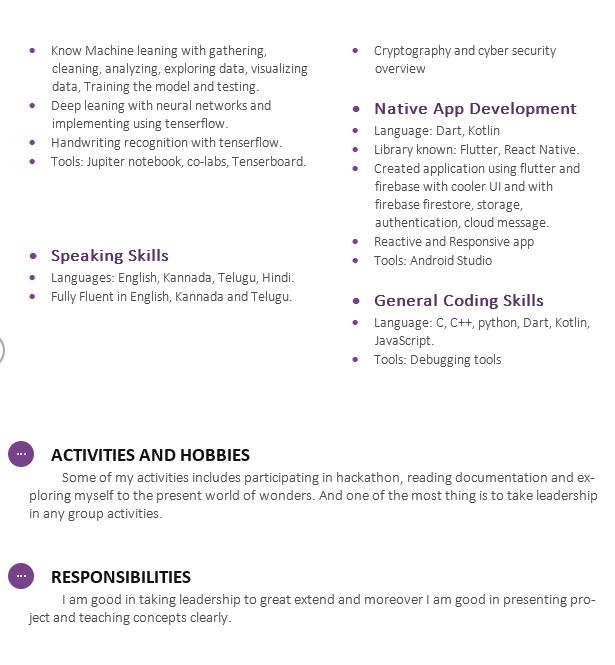 Know Machine leaning with gathering,
cleaning, analyzing, exploring data, visualizing
data, Training the model and testing.
Deep leaning with neural networks and
implementing using tenserflow.
Handwriting recognition with tenserflow.
Tools: Jupiter notebook, co-labs, Tenserboard.
Speaking Skills
Languages: English, Kannada, Telugu, Hindi.
Fully Fluent in English, Kannada and Telugu.
Cryptography and cyber security
overview
Native App Development
Language: Dart, Kotlin
Library known: Flutter, React Native.
Created application using flutter and
firebase with cooler UI and with
firebase firestore, storage,
authentication, cloud message.
Reactive and Responsive app
Tools: Android Studio
General Coding Skills
Language: C, C++, python, Dart, Kotlin,
JavaScript.
Tools: Debugging tools
ACTIVITIES AND HOBBIES
Some of my activities includes participating in hackathon, reading documentation and ex-
ploring myself to the present world of wonders. And one of the most thing is to take leadership
in any group activities.
RESPONSIBILITIES
I am good in taking leadership to great extend and moreover I am good in presenting pro-
ject and teaching concepts clearly.